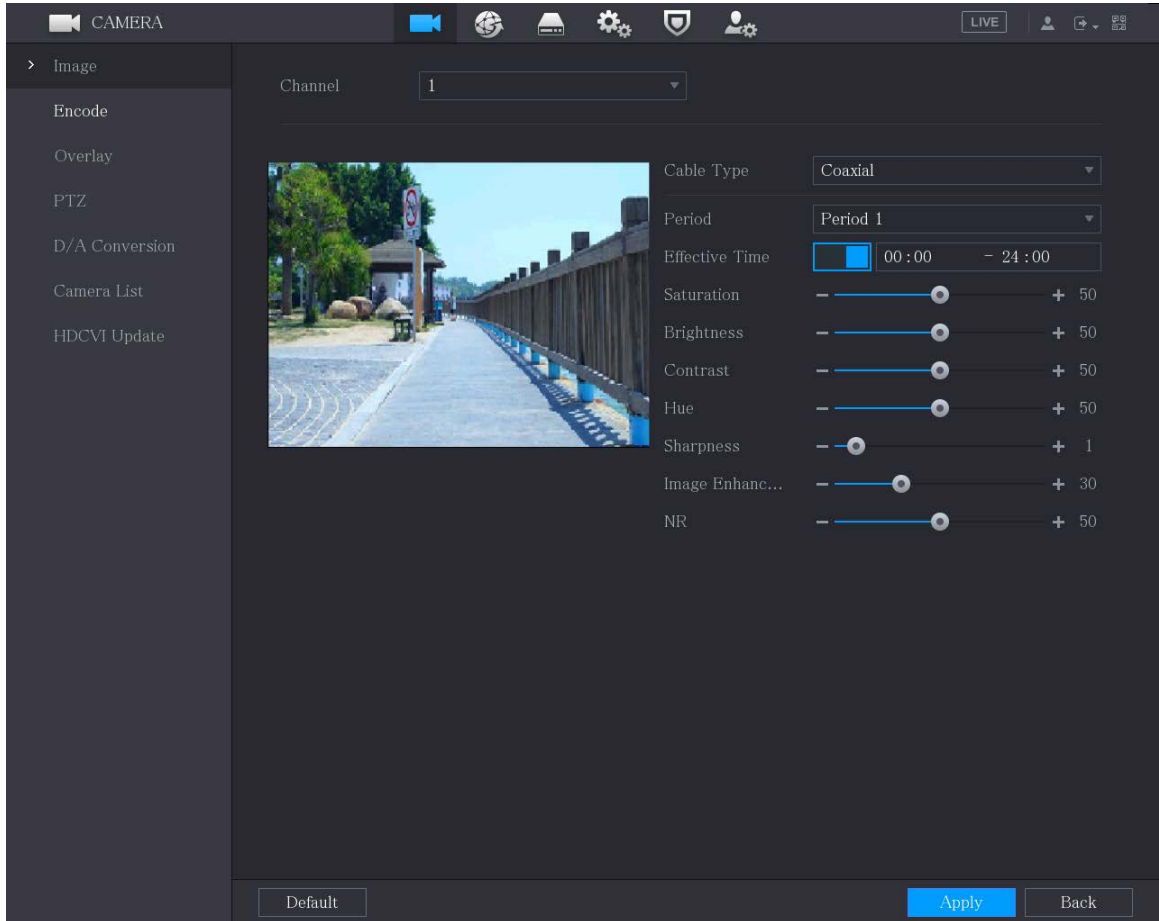 CAMERA
LIVE
Image
Encode
Overlay
PTZ
D/A Conversion
Camera List
HDCVI Update
Channel 1
Cable Type Coaxial
Period Period 1
Effective Time 00:00 - 24:00
Saturation 50
Brightness 50
Contrast 50
Hue 50
Sharpness 1
Image Enhanc... 30
NR 50
Default
Apply
Back